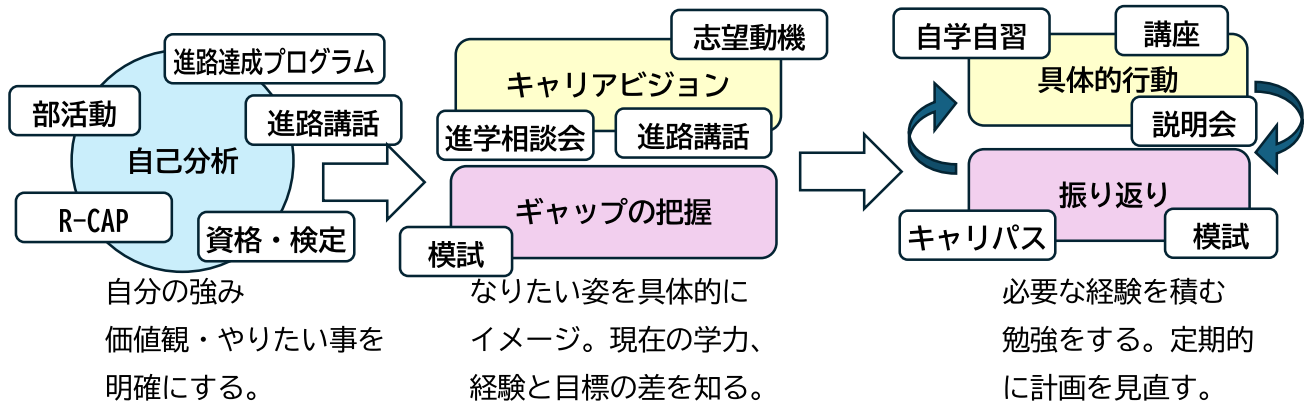 進路達成プログラム
部活動
進路講話
自己分析
R-CAP
資格・検定
自分の強み
価値観・やりたい事を
明確にする。
志望動機
キャリアビジョン
進学相談会
進路講話
ギャップの把握
模試
なりたい姿を具体的に
イメージ。現在の学力、
経験と目標の差を知る。
自学自習
講座
具体的行動
説明会
振り返り
キャリパス
模試
必要な経験を積む
勉強をする。定期的
に計画を見直す。